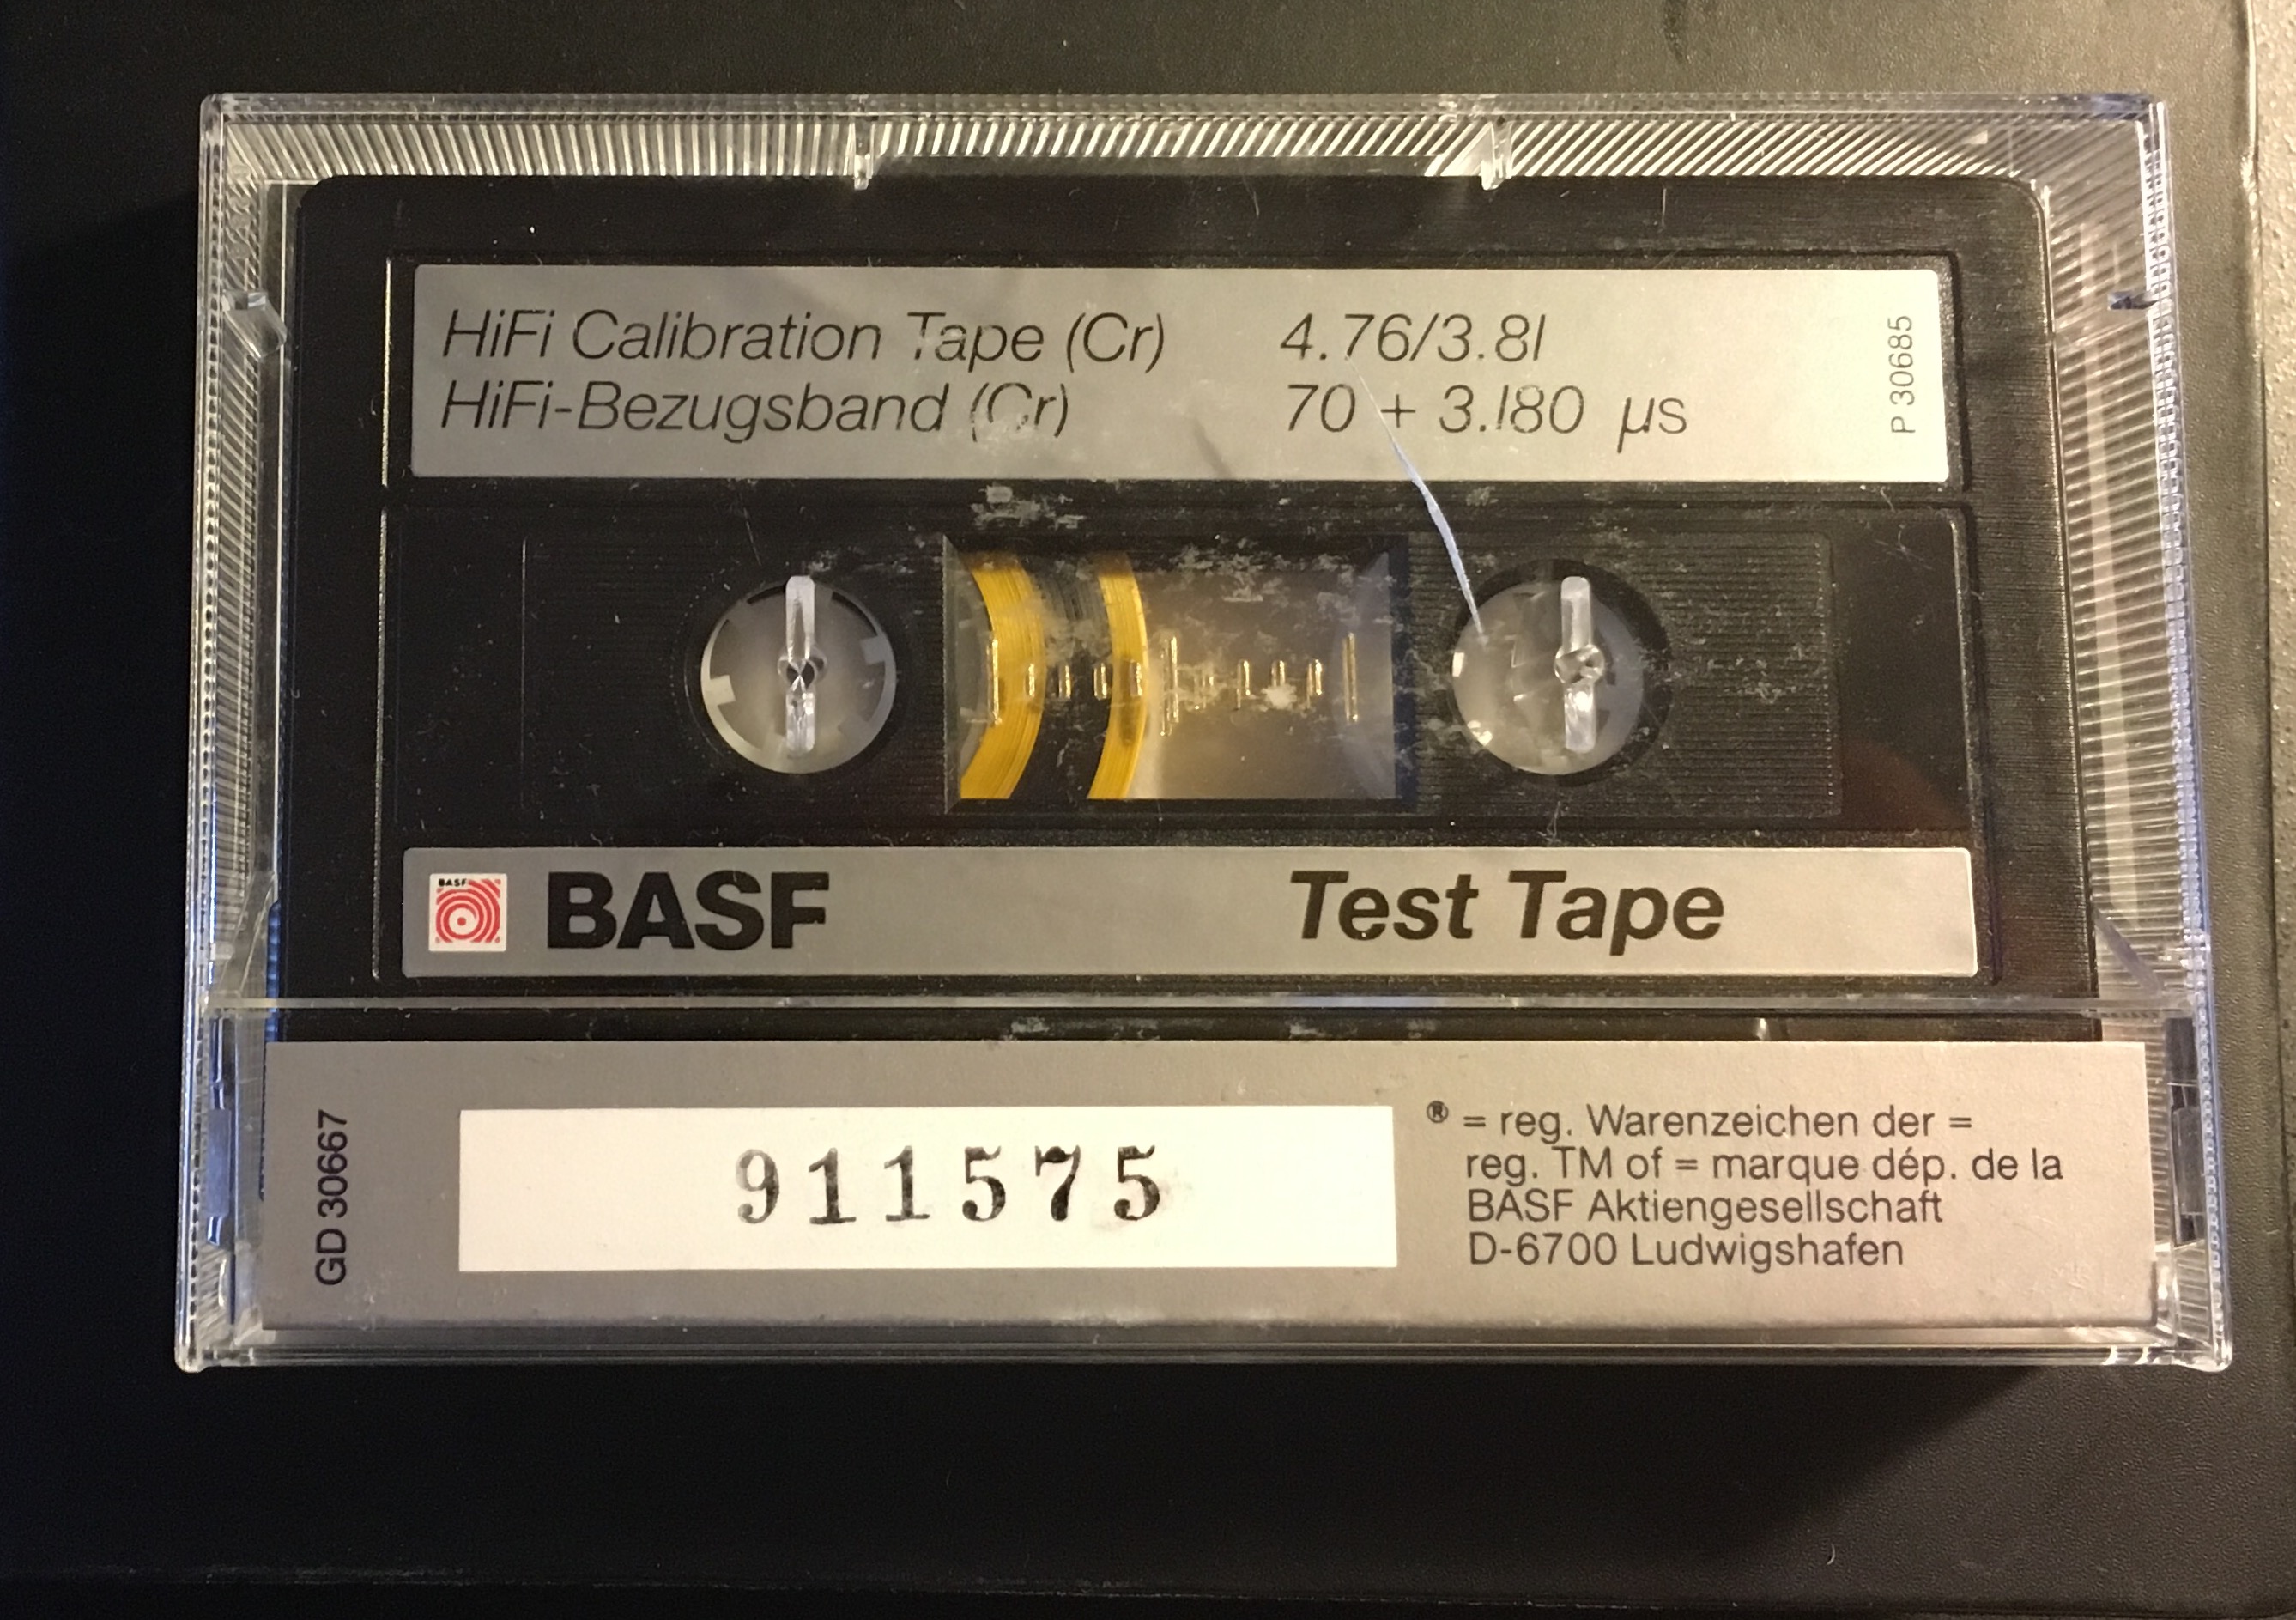 HiFi Calibration Tape (Cr) 4.76/3.81
HiFi-Bezugsband (Cr) 70 + 3.180 µs
P 30685
BASF
BASF Test Tape
GD 30667
911575
® = reg. Warenzeichen der =
reg. TM of = marque dép. de la
BASF Aktiengesellschaft
D-6700 Ludwigshafen